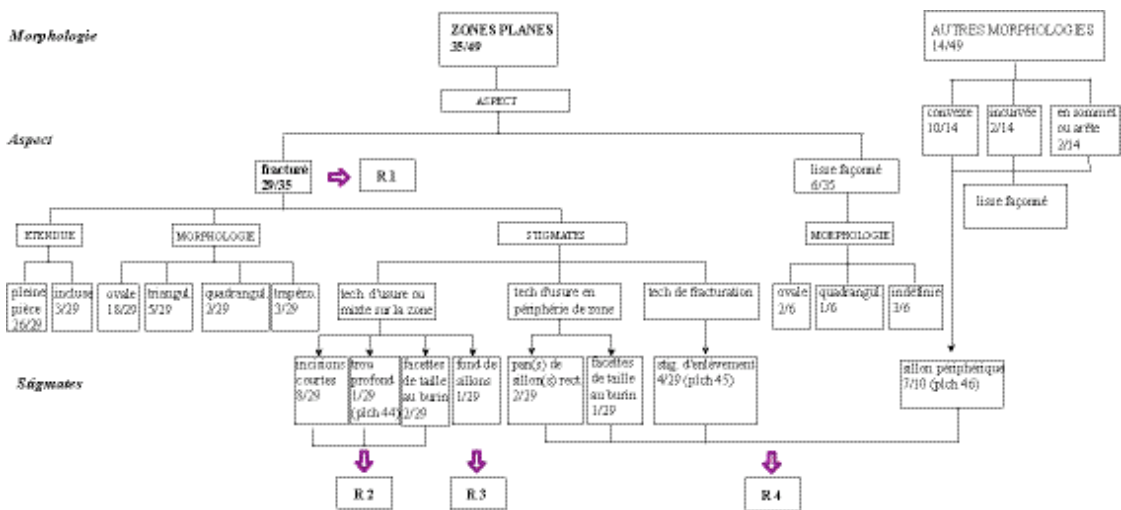 Morphologie
ZONES PLANES
35/49
AUTRES MORPHOLOGIES
14/49
ASPECT
convexe
10/14
incurvée
2/14
en sommet
ou arête
2/14
Aspect
fracturé
29/35
R 1
lisse façonné
6/35
lisse façonné
ETENDUE
MORPHOLOGIE
STIGMATES
MORPHOLOGIE
pleine
pièce
26/29
incluse
3/29
ovale
18/29
triangul.
5/29
quadrangul.
2/29
trapézo.
3/29
tech d'usure ou
mixte sur la zone
tech d'usure en
périphérie de zone
tech de fracturation
ovale
2/6
quadrangul.
1/6
indéfinie
3/6
Stigmates
incisions
courtes
8/29
trou
profond
1/29
(plch 44)
facettes
de taille
au burin
2/29
fond de
sillons
1/29
pan(s) de
sillon(s) rect.
2/29
facettes
de taille
au burin
1/29
stig. d'enlèvement
4/29 (plch 45)
sillon périphérique
7/10 (plch 46)
R 2
R 3
R 4